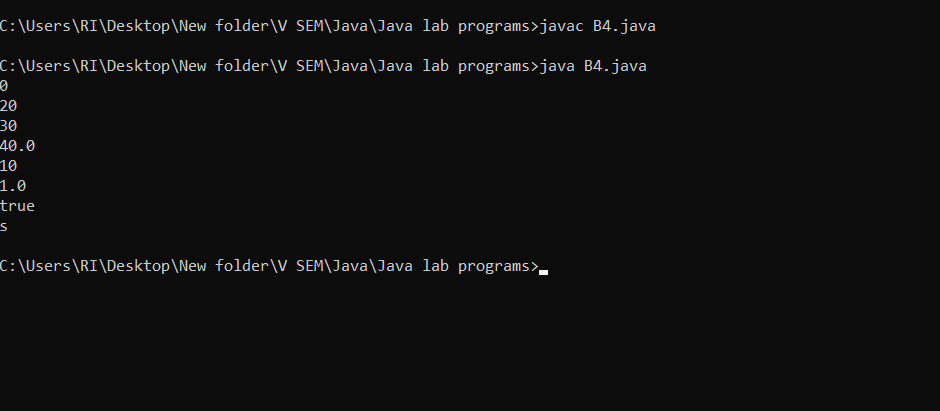 C:\Users\RI\Desktop\New folder\V SEM\Java\Java lab programs>javac B4.java
C:\Users\RI\Desktop\New folder\V SEM\Java\Java lab programs>java B4.java
0
20
30
40.0
10
1.0
true
s
C:\Users\RI\Desktop\New folder\V SEM\Java\Java lab programs>